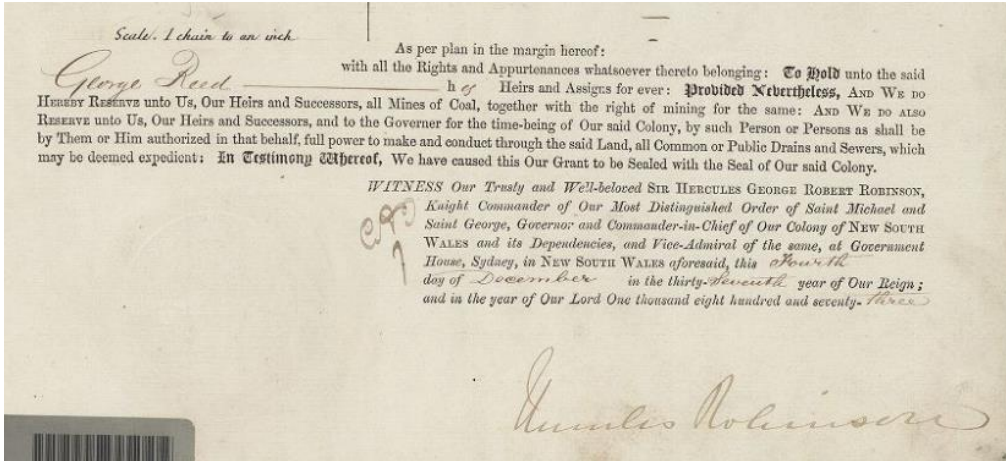 Scale. 1 chain to an inch
As per plan in the margin hereof:
with all the Rights and Appurtenances whatsoever thereto belonging: To Hold unto the said
George Reed h is Heirs and Assigns for ever: Provided Nevertheless, AND WE DO
HEREBY RESERVE unto Us, Our Heirs and Successors, all Mines of Coal, together with the right of mining for the same: AND WE DO ALSO
RESERVE unto Us, Our Heirs and Successors, and to the Governor for the time-being of Our said Colony, by such Person or Persons as shall be
by Them or Him authorized in that behalf, full power to make and conduct through the said Land, all Common or Public Drains and Sewers, which
may be deemed expedient: In Testimony Whereof, We have caused this Our Grant to be Sealed with the Seal of Our said Colony.
WITNESS Our Trusty and Well-beloved SIR HERCULES GEORGE ROBERT ROBINSON,
Knight Commander of Our Most Distinguished Order of Saint Michael and
Saint George, Governor and Commander-in-Chief of Our Colony of NEW SOUTH
WALES and its Dependencies, and Vice-Admiral of the same, at Government
House, Sydney, in NEW SOUTH WALES aforesaid, this Fourth
day of December in the thirty-Seventh year of Our Reign;
and in the year of Our Lord One thousand eight hundred and seventy-three
Hercules Robinson